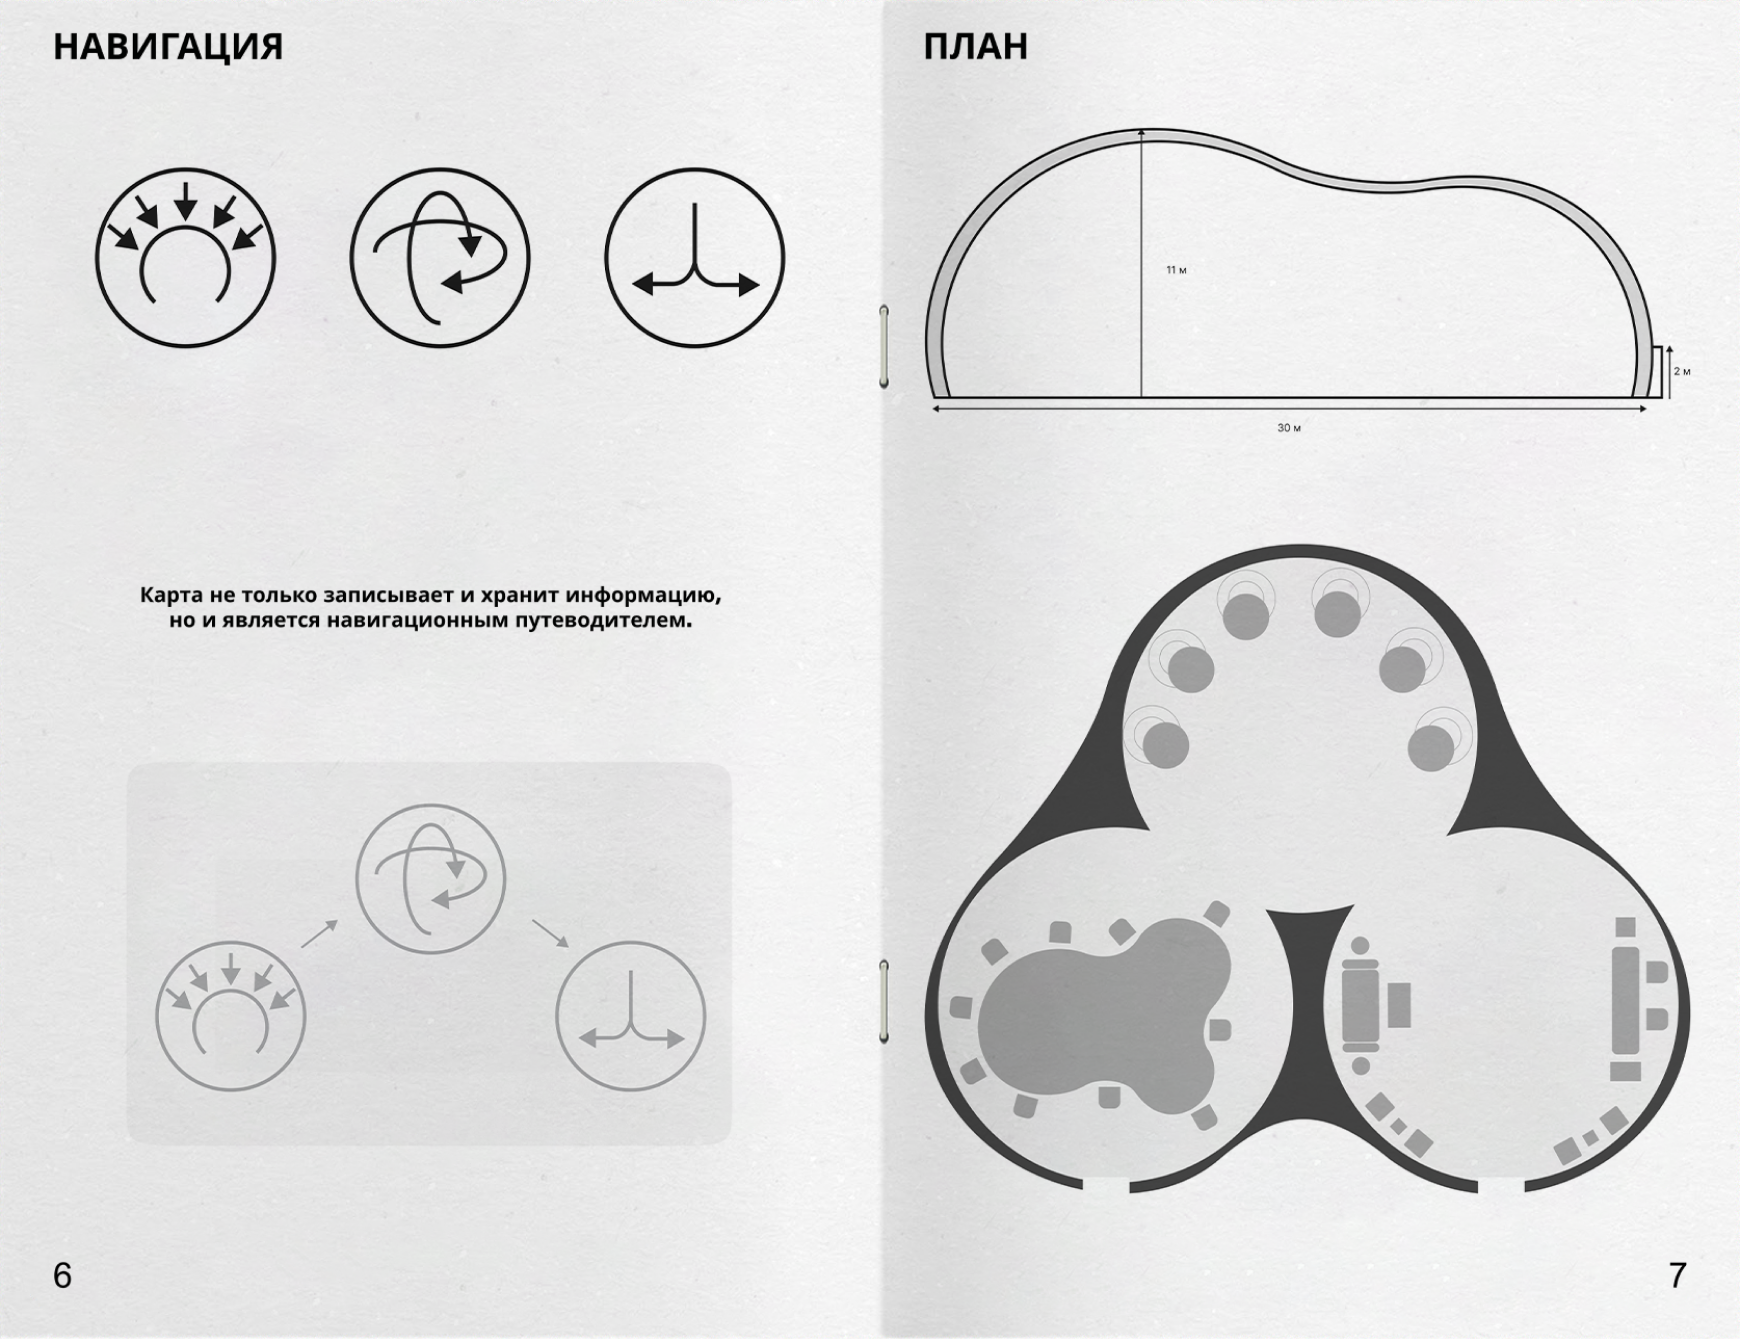 НАВИГАЦИЯ
Карта не только записывает и хранит информацию,
но и является навигационным путеводителем.
6
ПЛАН
11 м
2 м
30 м
7